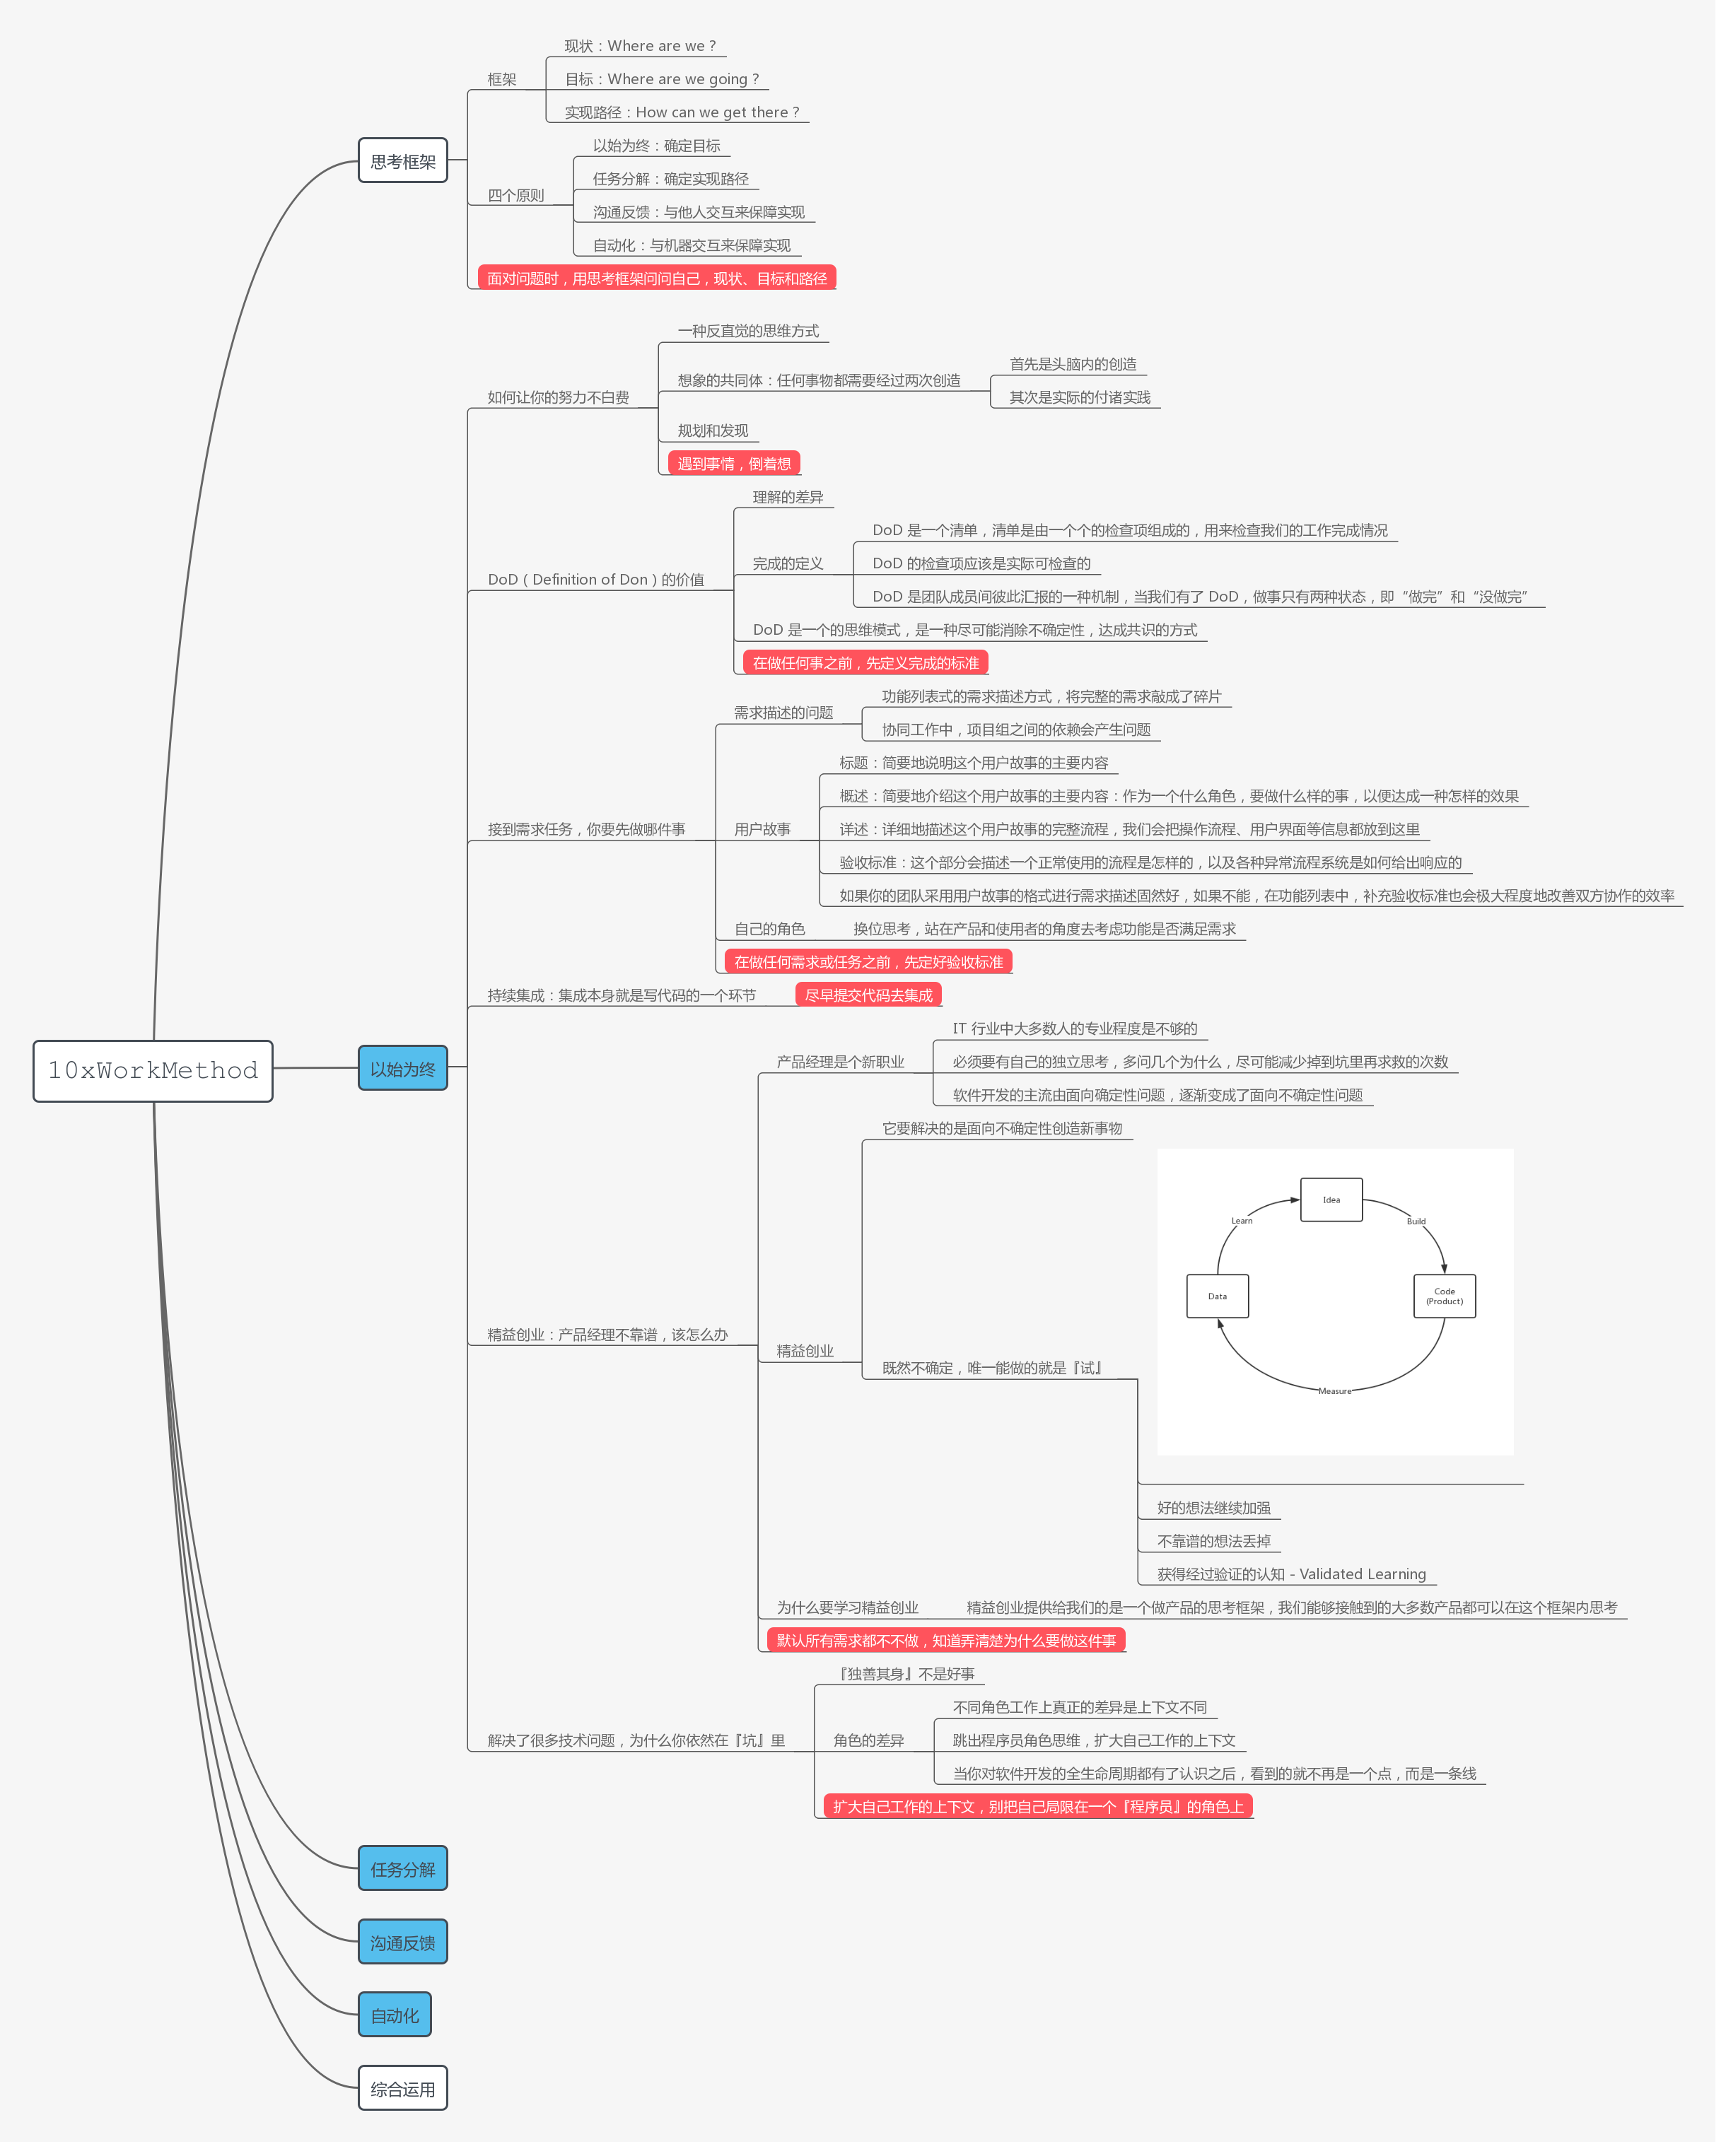 现状：Where are we？
框架
目标：Where are we going？
实现路径：How can we get there？
思考框架
以始为终：确定目标
任务分解：确定实现路径
四个原则
沟通反馈：与他人交互来保障实现
自动化：与机器交互来保障实现
面对问题时，用思考框架问问自己，现状、目标和路径
一种反直觉的思维方式
首先是头脑内的创造
想象的共同体：任何事物都需要经过两次创造
如何让你的努力不白费
其次是实际的付诸实践
规划和发现
遇到事情，倒着想
理解的差异
DoD 是一个清单，清单是由一个个的检查项组成的，用来检查我们的工作完成情况
完成的定义
DoD 的检查项应该是实际可检查的
DoD（Definition of Don）的价值
DoD 是团队成员间彼此汇报的一种机制，当我们有了 DoD，做事只有两种状态，即“做完”和“没做完”
DoD 是一个的思维模式，是一种尽可能消除不确定性，达成共识的方式
在做任何事之前，先定义完成的标准
功能列表式的需求描述方式，将完整的需求敲成了碎片
需求描述的问题
协同工作中，项目组之间的依赖会产生问题
标题：简要地说明这个用户故事的主要内容
概述：简要地介绍这个用户故事的主要内容：作为一个什么角色，要做什么样的事，以便达成一种怎样的效果
接到需求任务，你要先做哪件事
用户故事
详述：详细地描述这个用户故事的完整流程，我们会把操作流程、用户界面等信息都放到这里
验收标准：这个部分会描述一个正常使用的流程是怎样的，以及各种异常流程系统是如何给出响应的
如果你的团队采用用户故事的格式进行需求描述固然好，如果不能，在功能列表中，补充验收标准也会极大程度地改善双方协作的效率
自己的角色
换位思考，站在产品和使用者的角度去考虑功能是否满足需求
在做任何需求或任务之前，先定好验收标准
持续集成：集成本身就是写代码的一个环节
尽早提交代码去集成
10xWorkMethod
以始为终
IT 行业中大多数人的专业程度是不够的
产品经理是个新职业
必须要有自己的独立思考，多问几个为什么，尽可能减少掉到坑里再求救的次数
软件开发的主流由面向确定性问题，逐渐变成了面向不确定性问题
它要解决的是面向不确定性创造新事物
Idea
Learn
Build
Data
Code
(Product)
Measure
精益创业：产品经理不靠谱，该怎么办
精益创业
既然不确定，唯一能做的就是『试』
好的想法继续加强
不靠谱的想法丢掉
获得经过验证的认知 - Validated Learning
为什么要学习精益创业
精益创业提供给我们的是一个做产品的思考框架，我们能够接触到的大多数产品都可以在这个框架内思考
默认所有需求都不不做，知道弄清楚为什么要做这件事
『独善其身』不是好事
不同角色工作上真正的差异是上下文不同
解决了很多技术问题，为什么你依然在『坑』里
角色的差异
跳出程序员角色思维，扩大自己工作的上下文
当你对软件开发的全生命周期都有了认识之后，看到的就不再是一个点，而是一条线
扩大自己工作的上下文，别把自己局限在一个『程序员』的角色上
任务分解
沟通反馈
自动化
综合运用